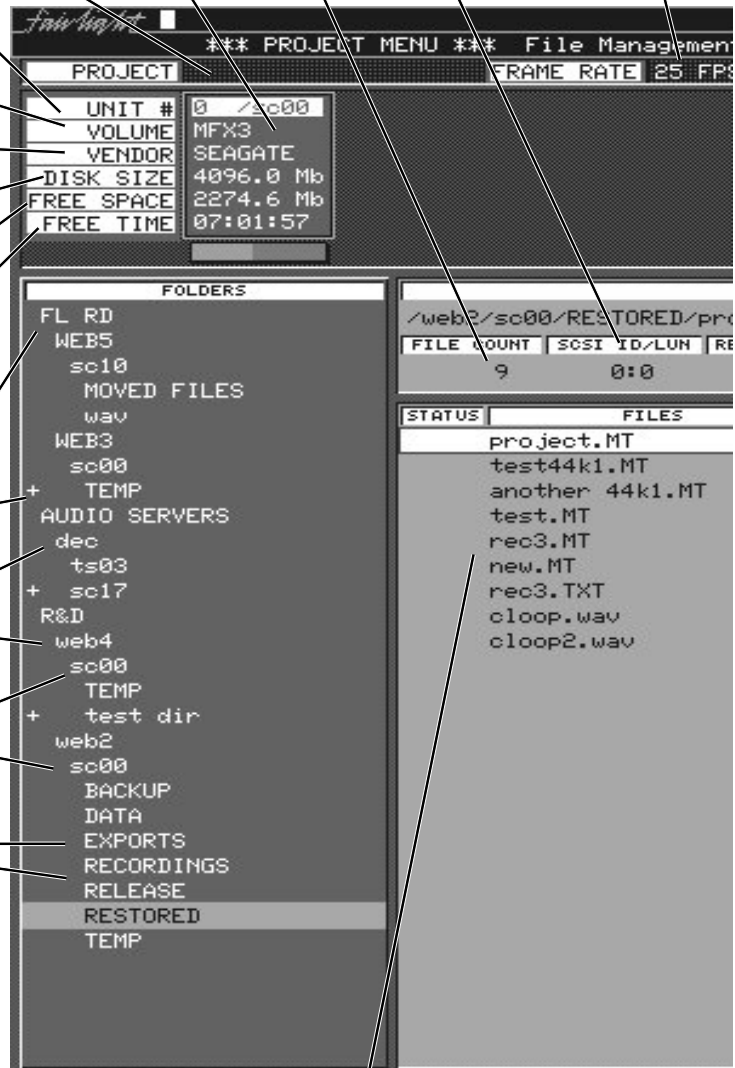 fairlight
*** PROJECT MENU *** File Management
PROJECT FRAME RATE 25 FPS
UNIT # 0 /sc00
VOLUME MFX3
VENDOR SEAGATE
DISK SIZE 4096.0 Mb
FREE SPACE 2274.6 Mb
FREE TIME 07:01:57
FOLDERS
FL RD
WEB5
sc10
MOVED FILES
wav
WEB3
sc00
+ TEMP
AUDIO SERVERS
dec
ts03
+ sc17
R&D
web4
sc00
TEMP
+ test dir
web2
sc00
BACKUP
DATA
EXPORTS
RECORDINGS
RELEASE
RESTORED
TEMP
/web2/sc00/RESTORED/pro
FILE COUNT SCSI ID/LUN RE
9 0:0
STATUS FILES
project.MT
test44k1.MT
another 44k1.MT
test.MT
rec3.MT
new.MT
rec3.TXT
cloop.wav
cloop2.wav